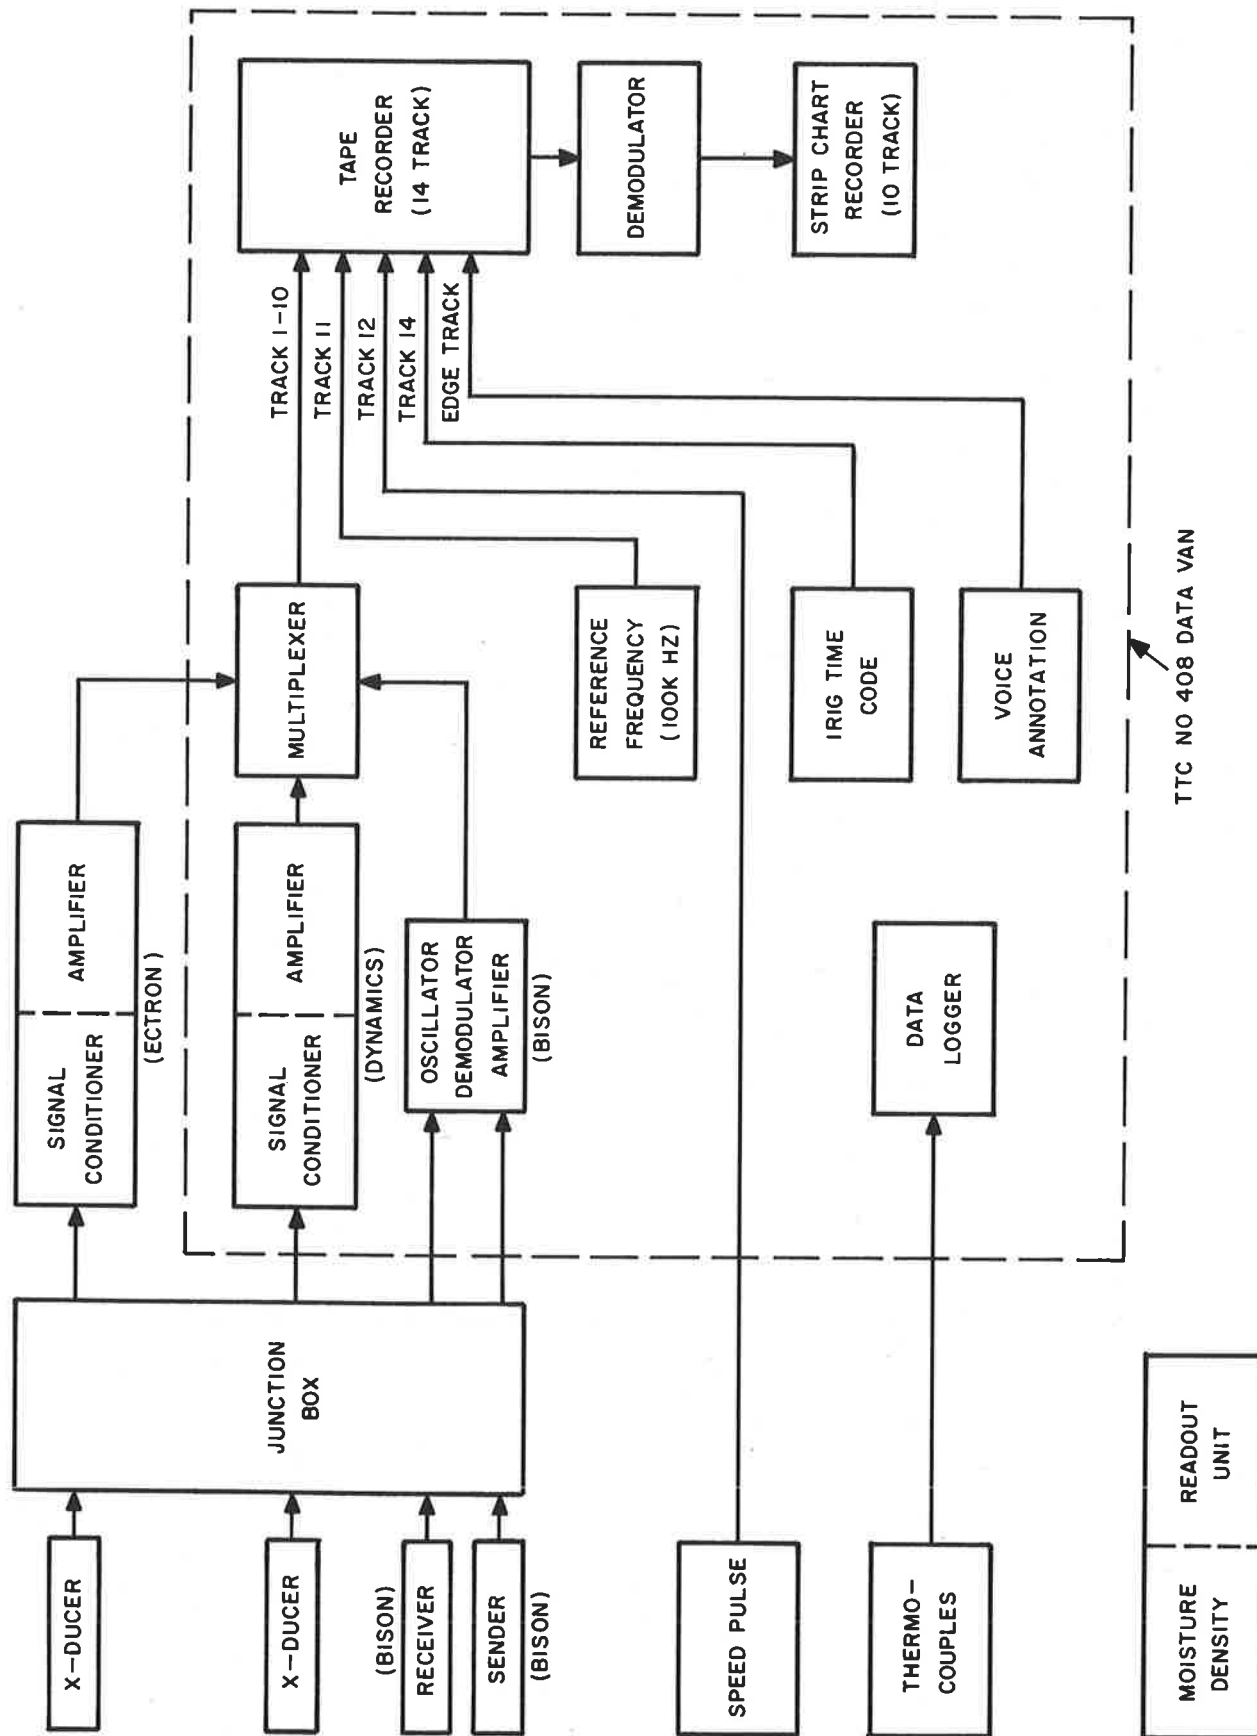 X-DUCER
X-DUCER
(BISON)
RECEIVER
SENDER
(BISON)
SPEED PULSE
THERMO-
COUPLES
MOISTURE
DENSITY
READOUT
UNIT
JUNCTION
BOX
SIGNAL
CONDITIONER
AMPLIFIER
(ECTRON)
SIGNAL
CONDITIONER
AMPLIFIER
(DYNAMICS)
OSCILLATOR
DEMODULATOR
AMPLIFIER
(BISON)
DATA
LOGGER
MULTIPLEXER
REFERENCE
FREQUENCY
(100K HZ)
IRIG TIME
CODE
VOICE
ANNOTATION
TRACK 1-10
TRACK 11
TRACK 12
TRACK 14
EDGE TRACK
TAPE
RECORDER
(14 TRACK)
DEMODULATOR
STRIP CHART
RECORDER
(10 TRACK)
TTC NO 408 DATA VAN